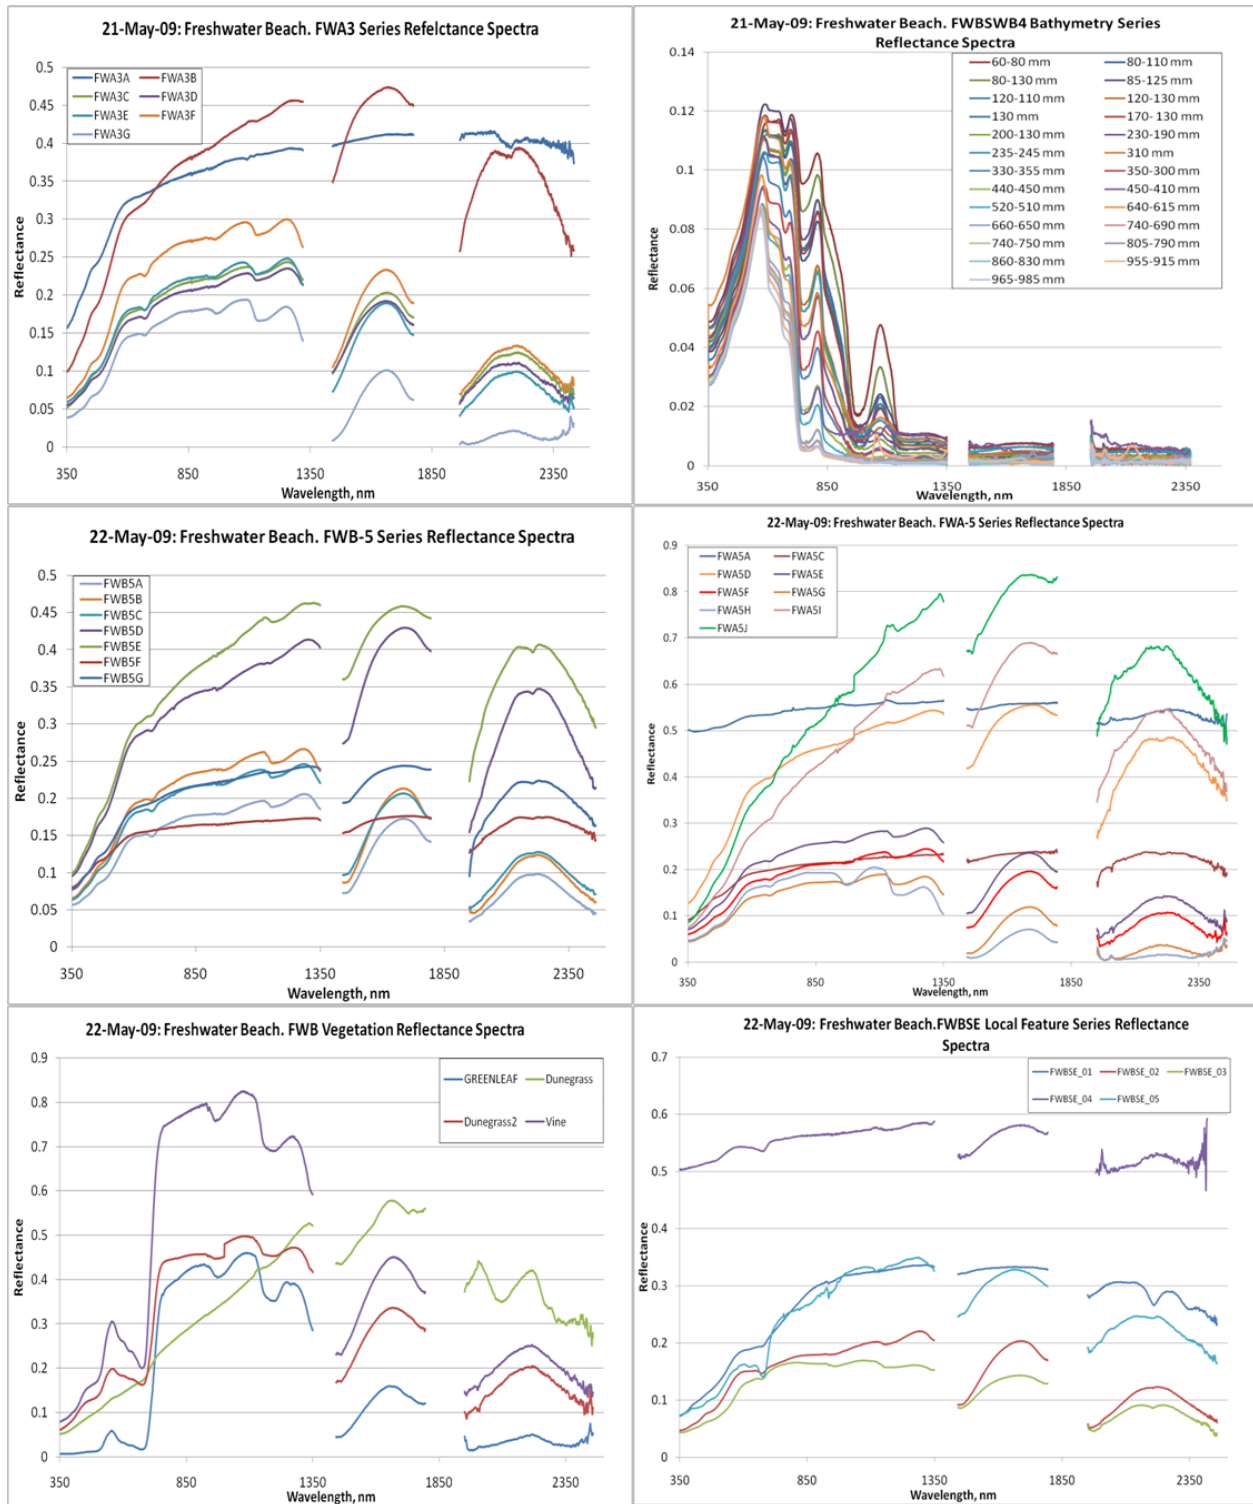 21-May-09: Freshwater Beach. FWA3 Series Refelctance Spectra
0.5
0.45
0.4
0.35
0.3
0.25
0.2
0.15
0.1
0.05
0
Reflectance
FWA3A FWA3B
FWA3C FWA3D
FWA3E FWA3F
FWA3G
350 850 1350 1850 2350
Wavelength, nm
21-May-09: Freshwater Beach. FWBSWB4 Bathymetry Series
Reflectance Spectra
0.14
0.12
0.1
0.08
0.06
0.04
0.02
0
Reflectance
60-80 mm 80-110 mm
80-130 mm 85-125 mm
120-110 mm 120-130 mm
130 mm 170- 130 mm
200-130 mm 230-190 mm
235-245 mm 310 mm
330-355 mm 350-300 mm
440-450 mm 450-410 mm
520-510 mm 640-615 mm
660-650 mm 740-690 mm
740-750 mm 805-790 mm
860-830 mm 955-915 mm
965-985 mm
350 850 1350 1850 2350
Wavelength, nm
22-May-09: Freshwater Beach. FWB-5 Series Reflectance Spectra
0.5
0.45
0.4
0.35
0.3
0.25
0.2
0.15
0.1
0.05
0
Reflectance
FWB5A
FWB5B
FWB5C
FWB5D
FWB5E
FWB5F
FWB5G
350 850 1350 1850 2350
Wavelength, nm
22-May-09: Freshwater Beach. FWA-5 Series Reflectance Spectra
0.9
0.8
0.7
0.6
0.5
0.4
0.3
0.2
0.1
0
Reflectance
FWA5A FWA5C
FWA5D FWA5E
FWA5F FWA5G
FWA5H FWA5I
FWA5J
350 850 1350 1850 2350
Wavelength, nm
22-May-09: Freshwater Beach. FWB Vegetation Reflectance Spectra
0.9
0.8
0.7
0.6
0.5
0.4
0.3
0.2
0.1
0
Reflectance
GREENLEAF Dunegrass
Dunegrass2 Vine
350 850 1350 1850 2350
Wavelength, nm
22-May-09: Freshwater Beach.FWBSE Local Feature Series Reflectance
Spectra
0.7
0.6
0.5
0.4
0.3
0.2
0.1
0
Reflectance
FWBSE_01 FWBSE_02 FWBSE_03
FWBSE_04 FWBSE_05
350 850 1350 1850 2350
Wavelength, nm